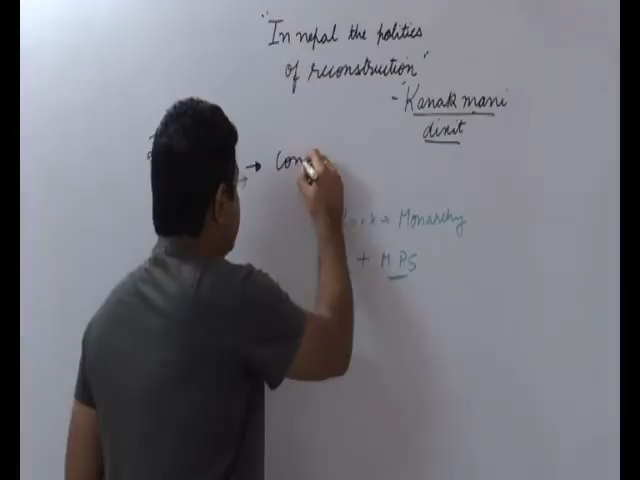 "In nepal the politics
of reconstruction"
- "Kanak mani
dixit
→ Con
→ Monarchy
+ MPS